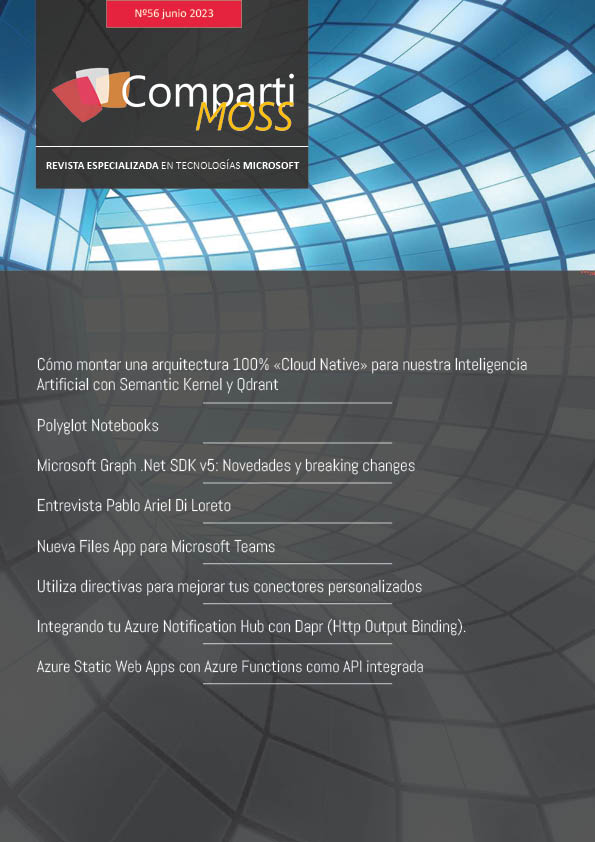 Nº56 junio 2023
Comparti
MOSS
REVISTA ESPECIALIZADA EN TECNOLOGÍAS MICROSOFT
Cómo montar una arquitectura 100% «Cloud Native» para nuestra Inteligencia
Artificial con Semantic Kernel y Qdrant
Polyglot Notebooks
Microsoft Graph .Net SDK v5: Novedades y breaking changes
Entrevista Pablo Ariel Di Loreto
Nueva Files App para Microsoft Teams
Utiliza directivas para mejorar tus conectores personalizados
Integrando tu Azure Notification Hub con Dapr (Http Output Binding).
Azure Static Web Apps con Azure Functions como API integrada